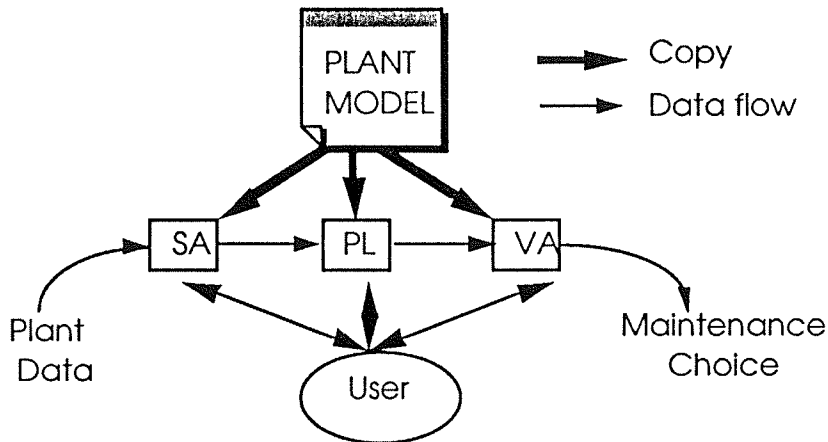 PLANT
MODEL
Copy
Data flow
SA
PL
VA
Plant
Data
Maintenance
Choice
User